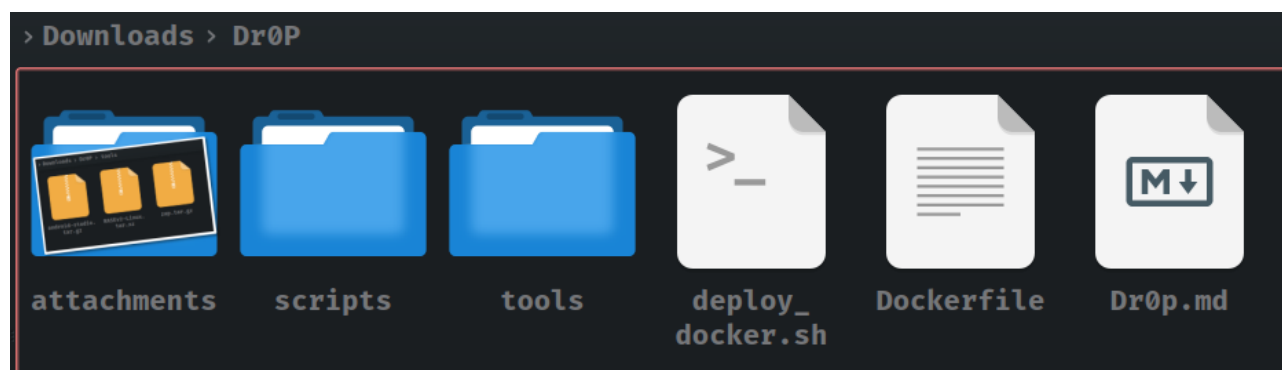 › Downloads › Dr0P
>_
M↓
attachments
scripts
tools
deploy_
docker.sh
Dockerfile
Dr0p.md